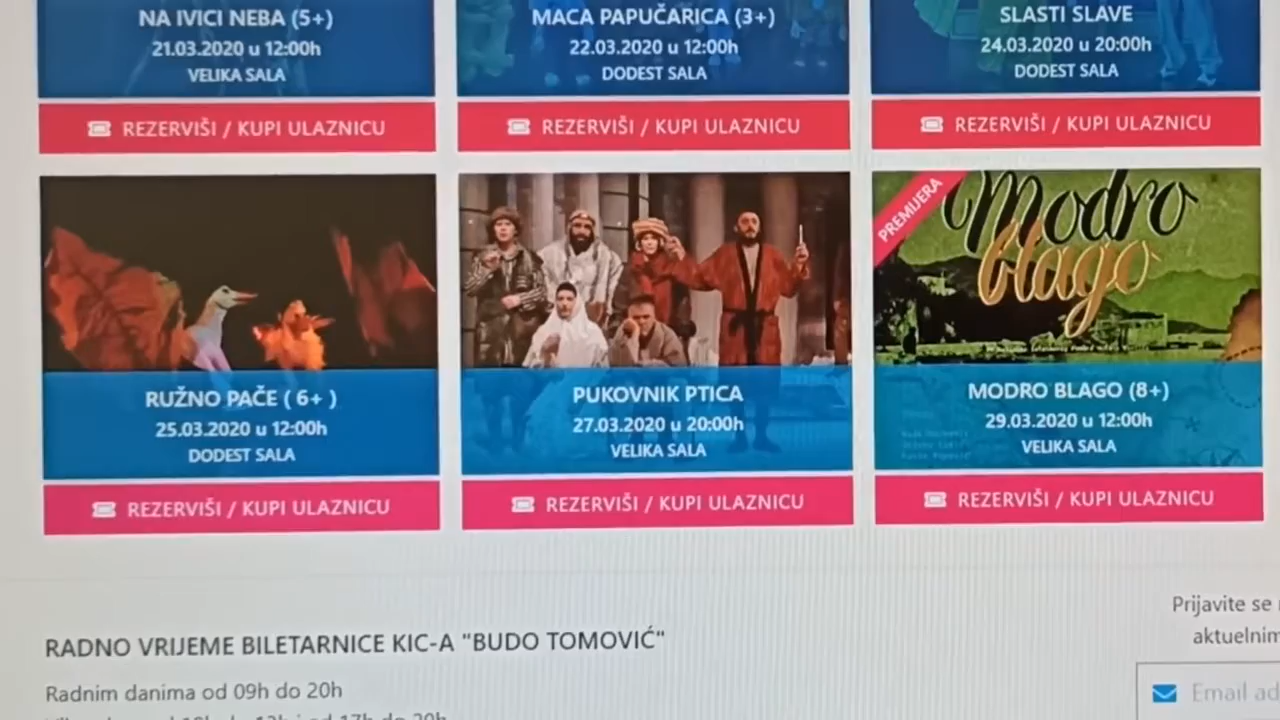 NA IVICI NEBA (5+)
21.03.2020 u 12:00h
VELIKA SALA
REZERVIŠI / KUPI ULAZNICU
MACA PAPUČARICA (3+)
22.03.2020 u 12:00h
DODEST SALA
REZERVIŠI / KUPI ULAZNICU
SLASTI SLAVE
24.03.2020 u 20:00h
DODEST SALA
REZERVIŠI / KUPI ULAZNICU
RUŽNO PAČE ( 6+ )
25.03.2020 u 12:00h
DODEST SALA
REZERVIŠI / KUPI ULAZNICU
PUKOVNIK PTICA
27.03.2020 u 20:00h
VELIKA SALA
REZERVIŠI / KUPI ULAZNICU
PREMIJERA
Modro
blago
MODRO BLAGO (8+)
29.03.2020 u 12:00h
VELIKA SALA
REZERVIŠI / KUPI ULAZNICU
RADNO VRIJEME BILETARNICE KIC-A "BUDO TOMOVIĆ"
Radnim danima od 09h do 20h
Prijavite se
aktuelnim
Email ad